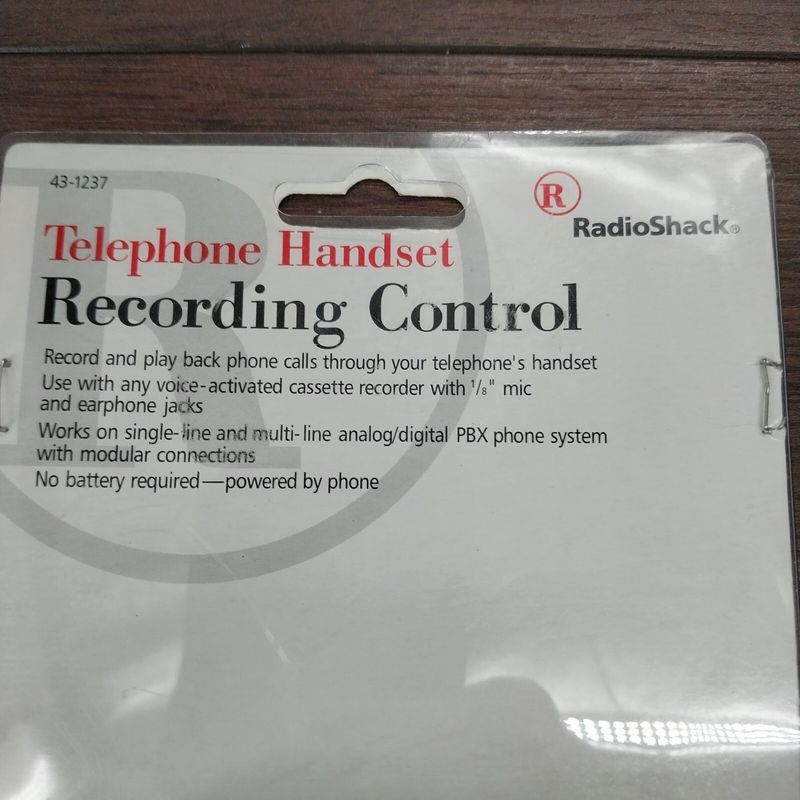 43-1237
R
RadioShack®
Telephone Handset
Recording Control
Record and play back phone calls through your telephone's handset
Use with any voice-activated cassette recorder with 1/8" mic
and earphone jacks
Works on single-line and multi-line analog/digital PBX phone system
with modular connections
No battery required—powered by phone